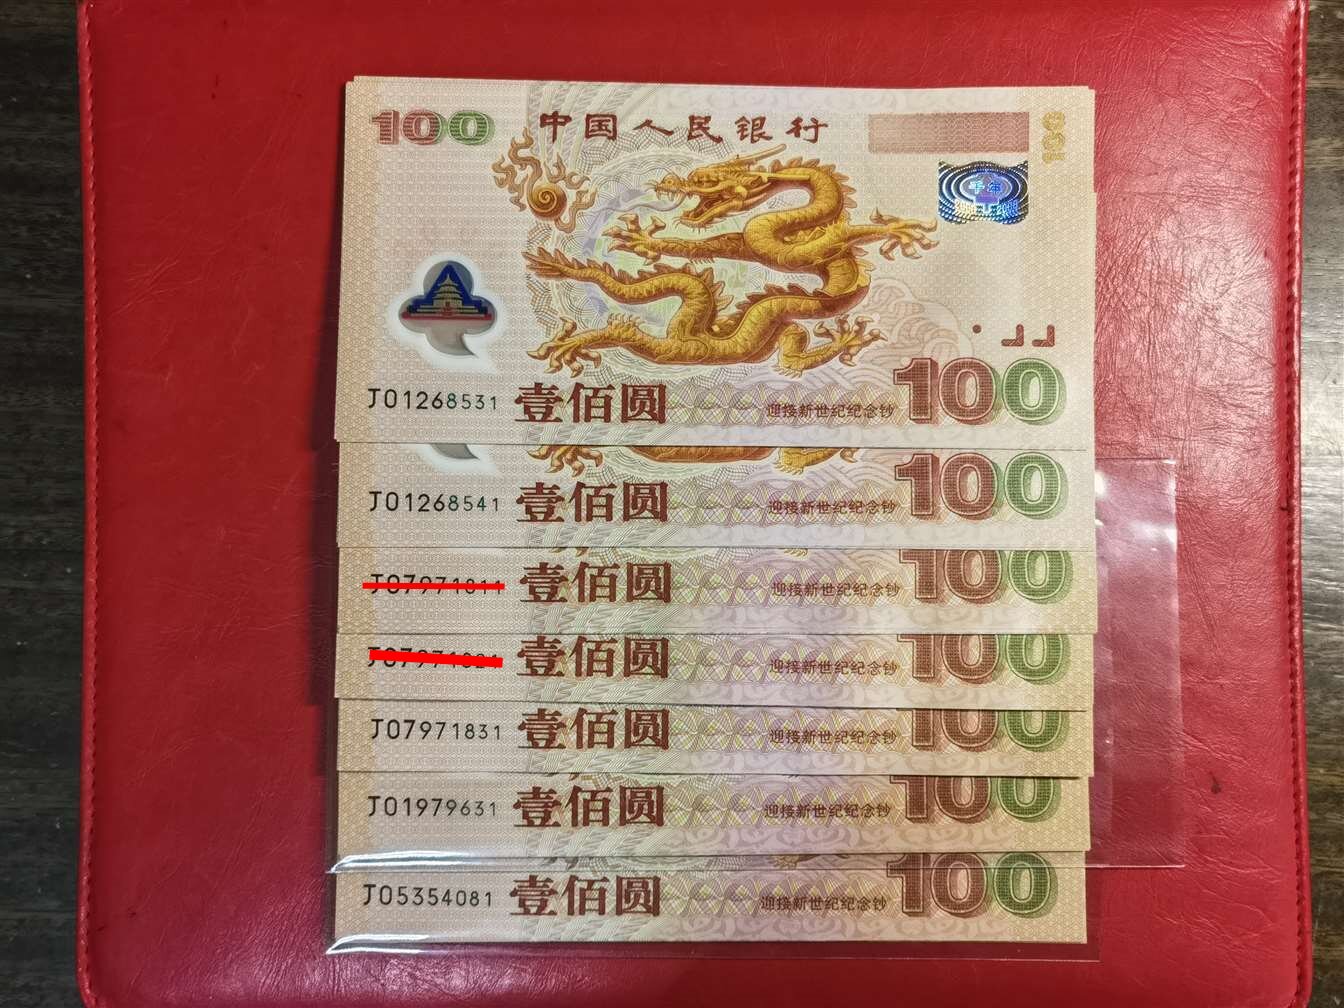 100 中国人民银行 100
千年
J01268531 壹佰圆 迎接新世纪纪念钞 100
J01268541 壹佰圆 迎接新世纪纪念钞 100
J07971811 壹佰圆 迎接新世纪纪念钞 100
壹佰圆 迎接新世纪纪念钞 100
J07971831 壹佰圆 迎接新世纪纪念钞 100
J01979631 壹佰圆 迎接新世纪纪念钞 100
J05354081 壹佰圆 迎接新世纪纪念钞 100